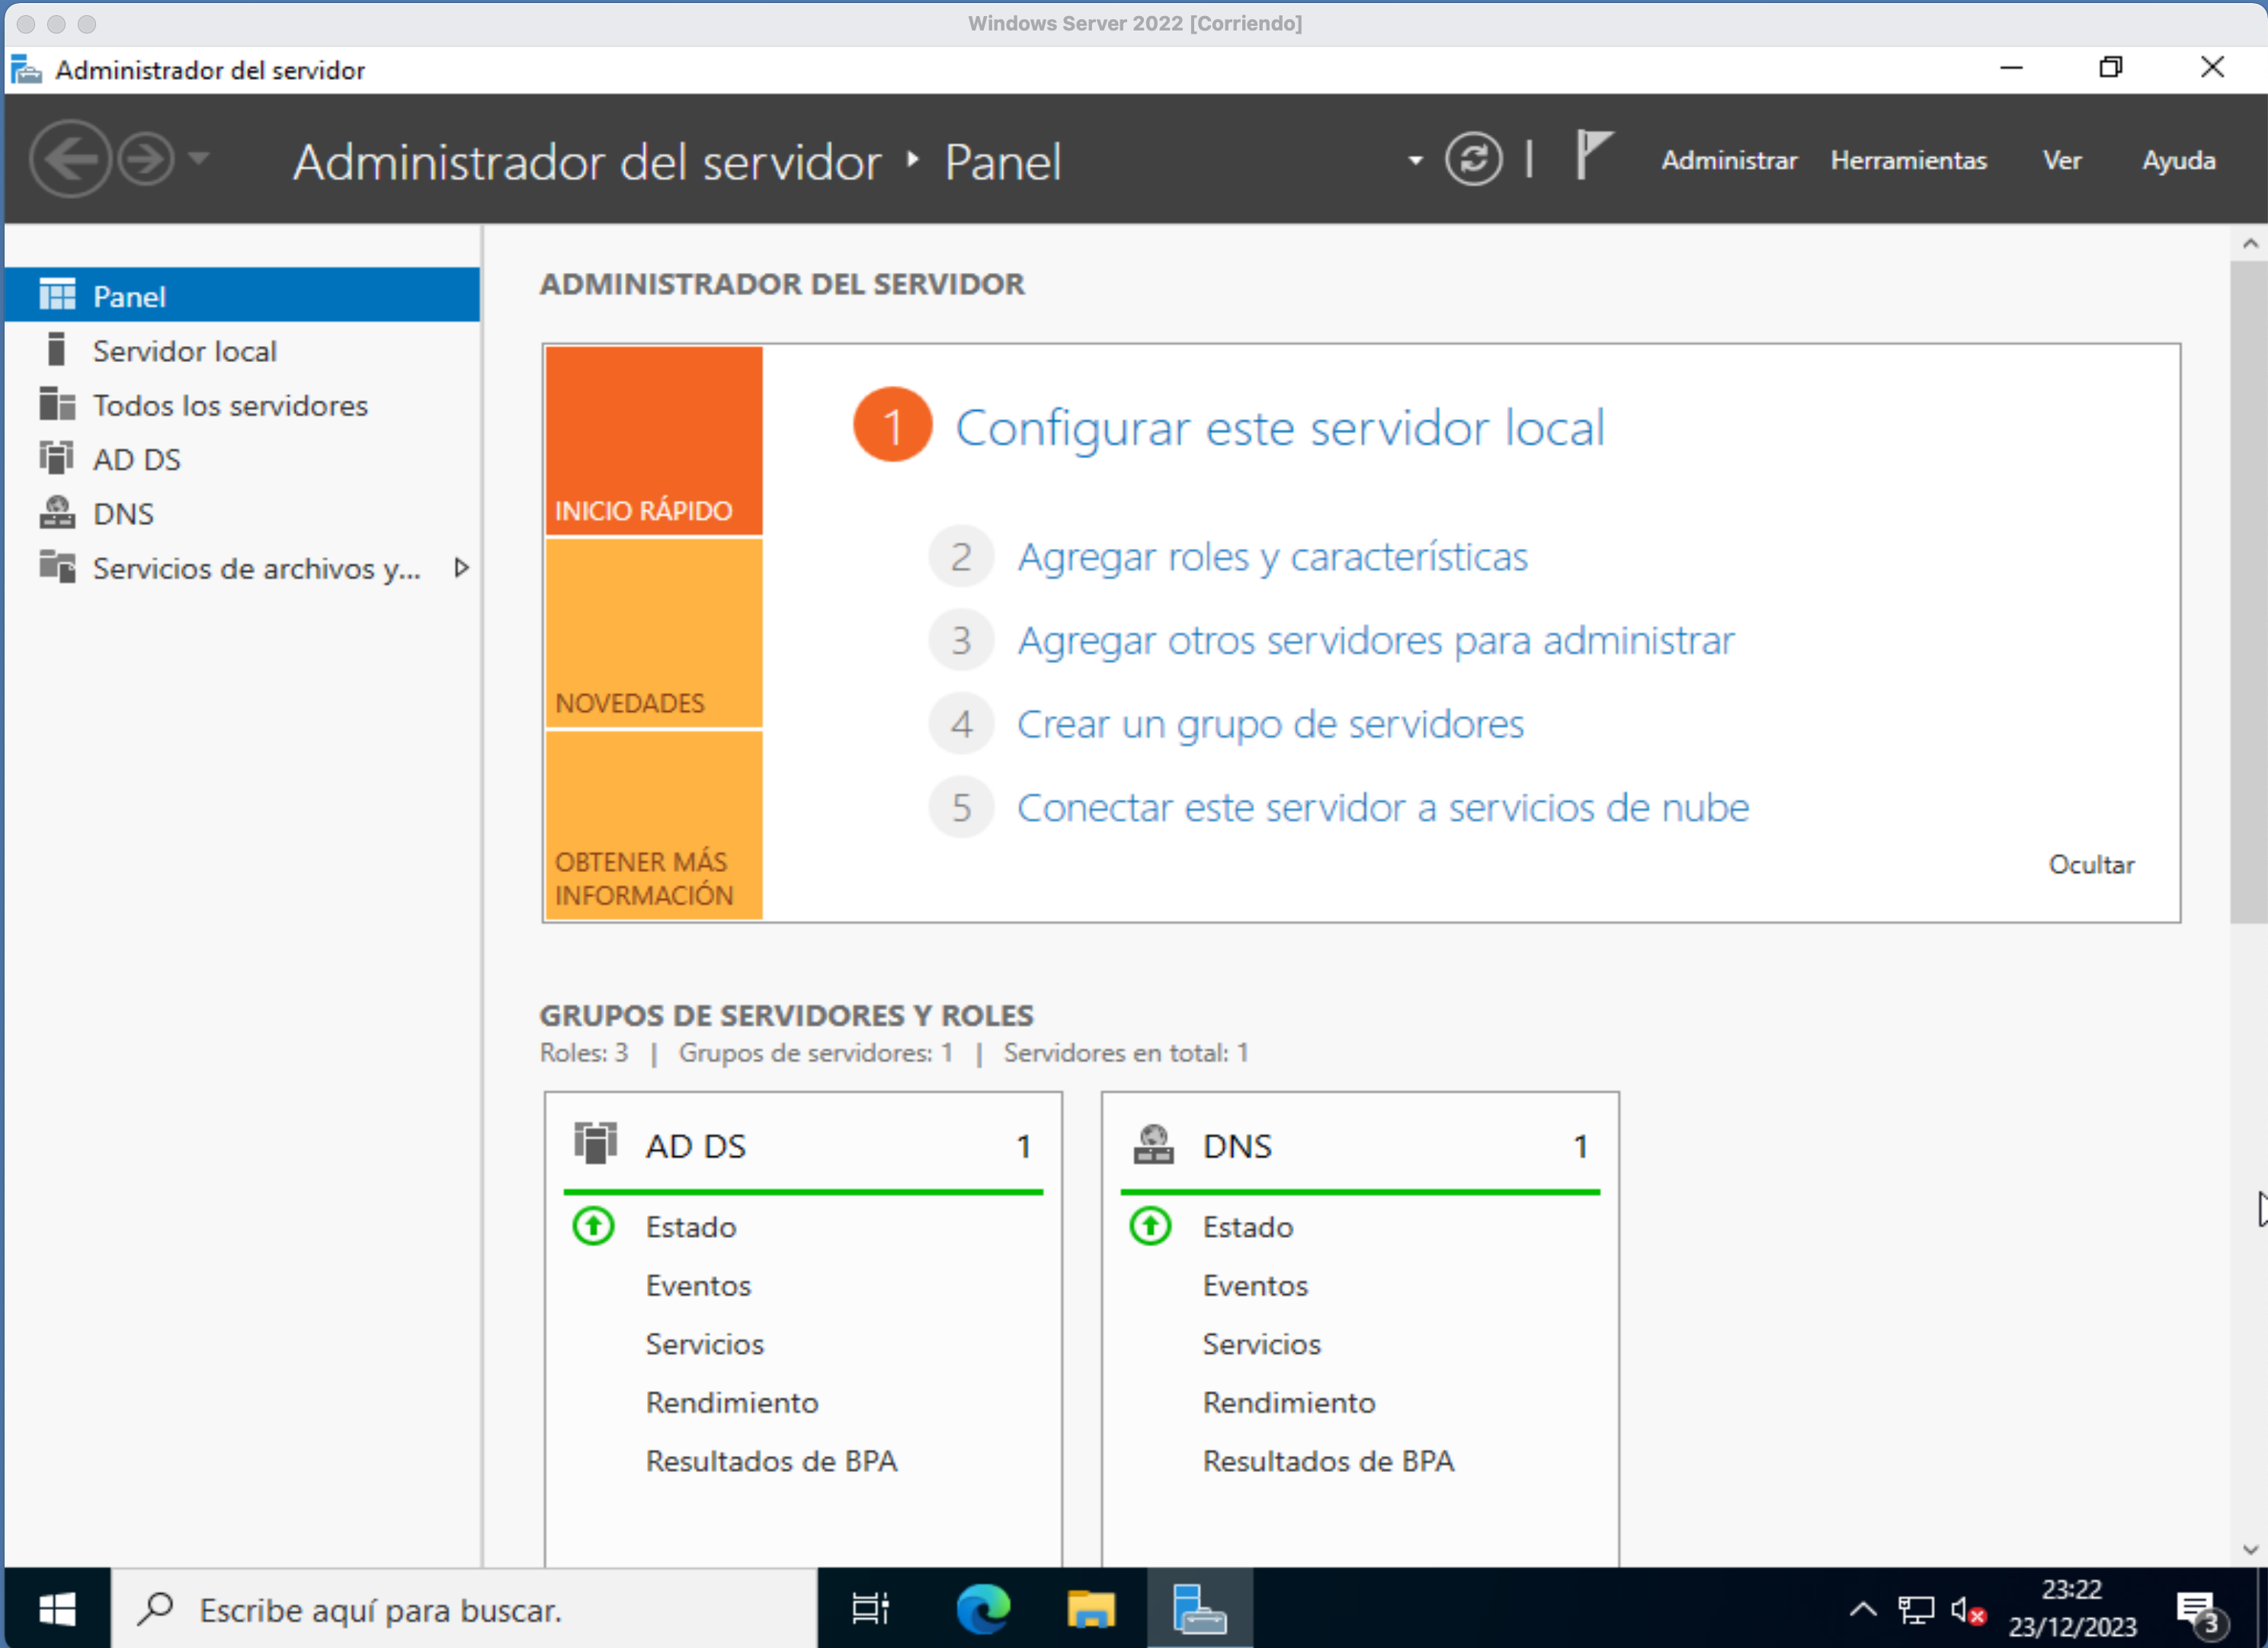 Windows Server 2022 [Corriendo]
Administrador del servidor
Administrador del servidor Panel
Administrar Herramientas Ver Ayuda
Panel
Servidor local
Todos los servidores
AD DS
DNS
Servicios de archivos y...
ADMINISTRADOR DEL SERVIDOR
INICIO RÁPIDO
NOVEDADES
OBTENER MÁS
INFORMACIÓN
1 Configurar este servidor local
2 Agregar roles y características
3 Agregar otros servidores para administrar
4 Crear un grupo de servidores
5 Conectar este servidor a servicios de nube
Ocultar
GRUPOS DE SERVIDORES Y ROLES
Roles: 3 | Grupos de servidores: 1 | Servidores en total: 1
AD DS 1
Estado
Eventos
Servicios
Rendimiento
Resultados de BPA
DNS 1
Estado
Eventos
Servicios
Rendimiento
Resultados de BPA
Escribe aquí para buscar.
23:22
23/12/2023
3